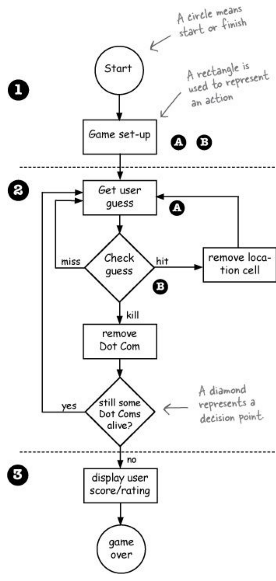 A circle means
start or finish
Start
1
A rectangle is
used to represent
an action
Game set-up
A B
2
Get user
guess
A
Check
guess
miss
hit
B
remove loca-
tion cell
kill
remove
Dot Com
still some
Dot Coms
alive?
yes
A diamond
represents a
decision point
no
3
display user
score/rating
game
over